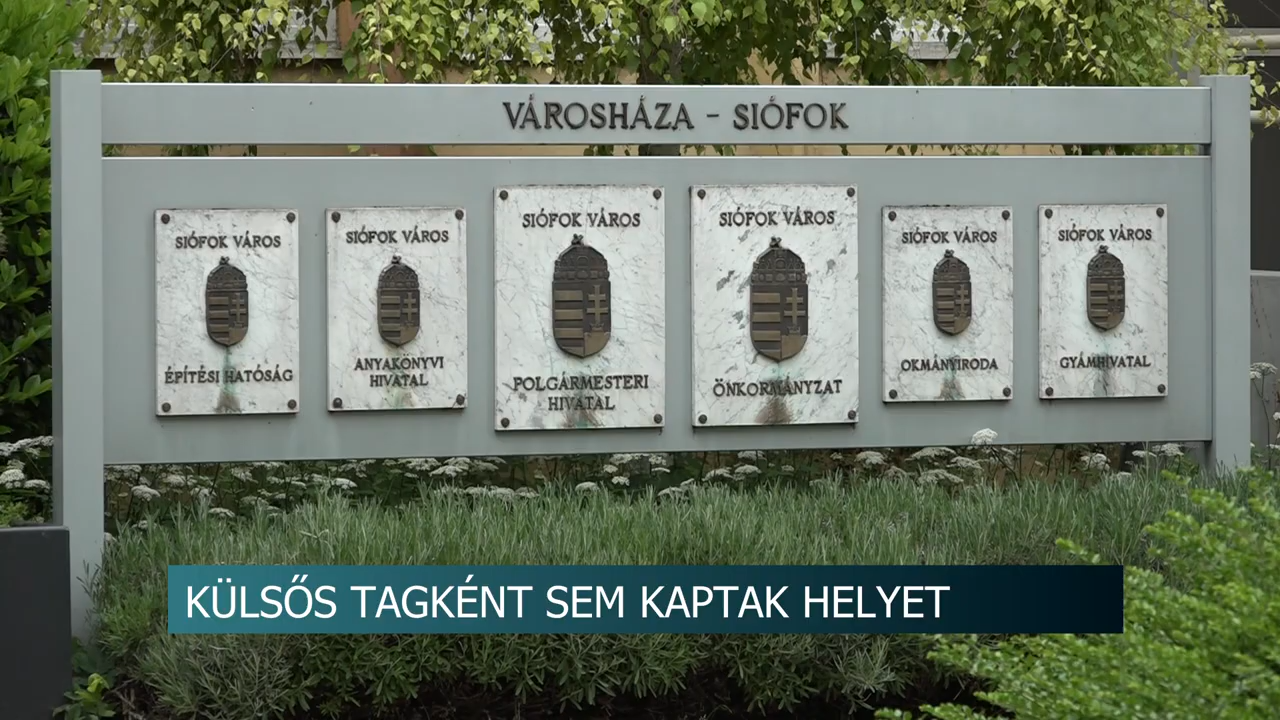 VÁROSHÁZA - SIÓFOK
SIÓFOK VÁROS
ÉPÍTÉSI HATÓSÁG
SIÓFOK VÁROS
ANYAKÖNYVI
HIVATAL
SIÓFOK VÁROS
POLGÁRMESTERI
HIVATAL
SIÓFOK VÁROS
ÖNKORMÁNYZAT
SIÓFOK VÁROS
OKMÁNYIRODA
SIÓFOK VÁROS
GYÁMHIVATAL
KÜLSŐS TAGKÉNT SEM KAPTAK HELYET